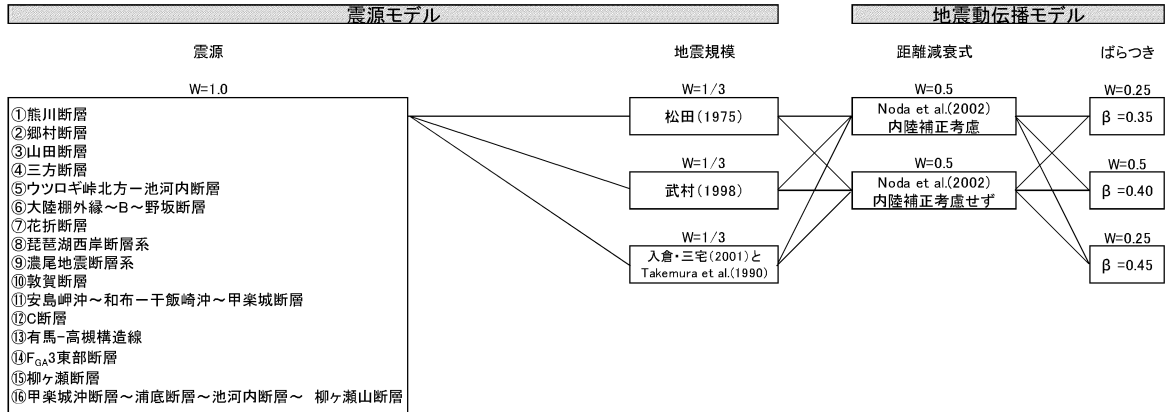 震源モデル
地震動伝播モデル
震源
地震規模
距離減衰式
ばらつき
W=1.0
①熊川断層
②郷村断層
③山田断層
④三方断層
⑤ウツロギ峠北方ー池河内断層
⑥大陸棚外縁～B～野坂断層
⑦花折断層
⑧琵琶湖西岸断層系
⑨濃尾地震断層系
⑩敦賀断層
⑪安島岬沖～和布ー干飯崎沖～甲楽城断層
⑫C断層
⑬有馬-高槻構造線
⑭FGA3東部断層
⑮柳ヶ瀬断層
⑯甲楽城沖断層～浦底断層～池河内断層～ 柳ヶ瀬山断層
W=1/3
松田(1975)
W=1/3
武村(1998)
W=1/3
入倉・三宅(2001)と
Takemura et al.(1990)
W=0.5
Noda et al.(2002)
内陸補正考慮
W=0.5
Noda et al.(2002)
内陸補正考慮せず
W=0.25
β=0.35
W=0.5
β=0.40
W=0.25
β=0.45